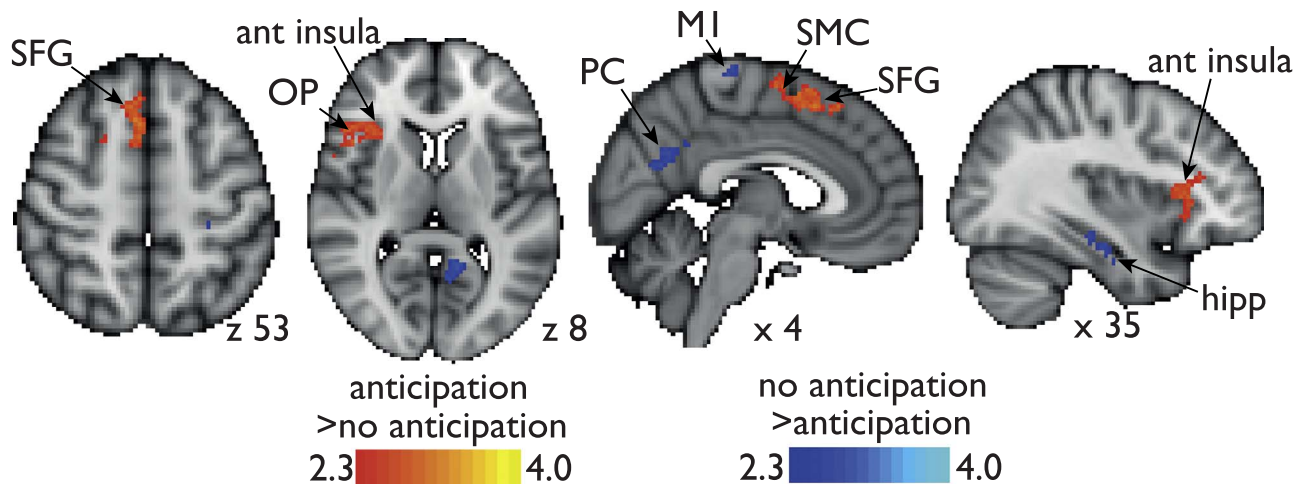 SFG
ant insula
OP
M1
SMC
PC
SFG
ant insula
hipp
z 53
z 8
x 4
x 35
anticipation
>no anticipation
2.3
4.0
no anticipation
>anticipation
2.3
4.0